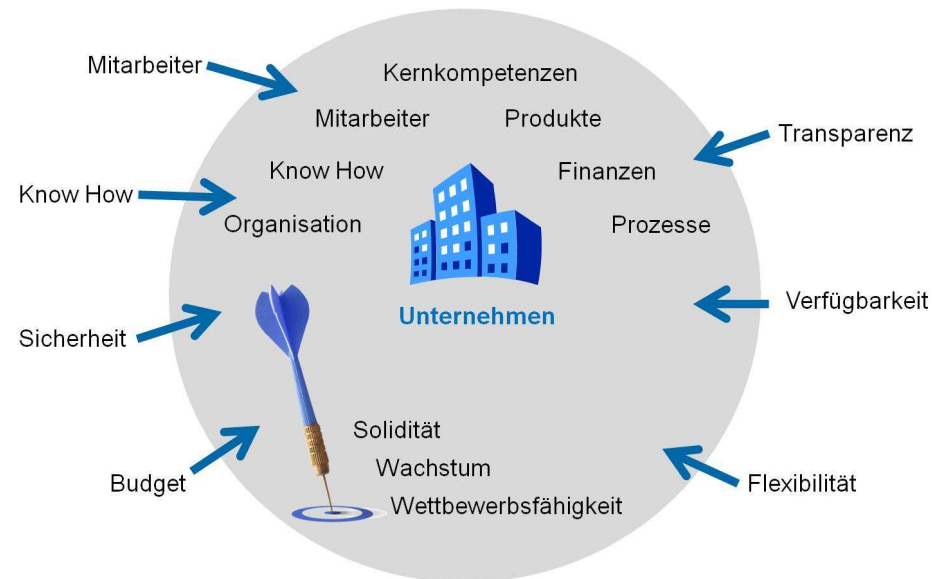 Mitarbeiter
Kernkompetenzen
Mitarbeiter
Produkte
Transparenz
Know How
Finanzen
Know How
Organisation
Prozesse
Unternehmen
Verfügbarkeit
Sicherheit
Solidität
Wachstum
Budget
Flexibilität
Wettbewerbsfähigkeit